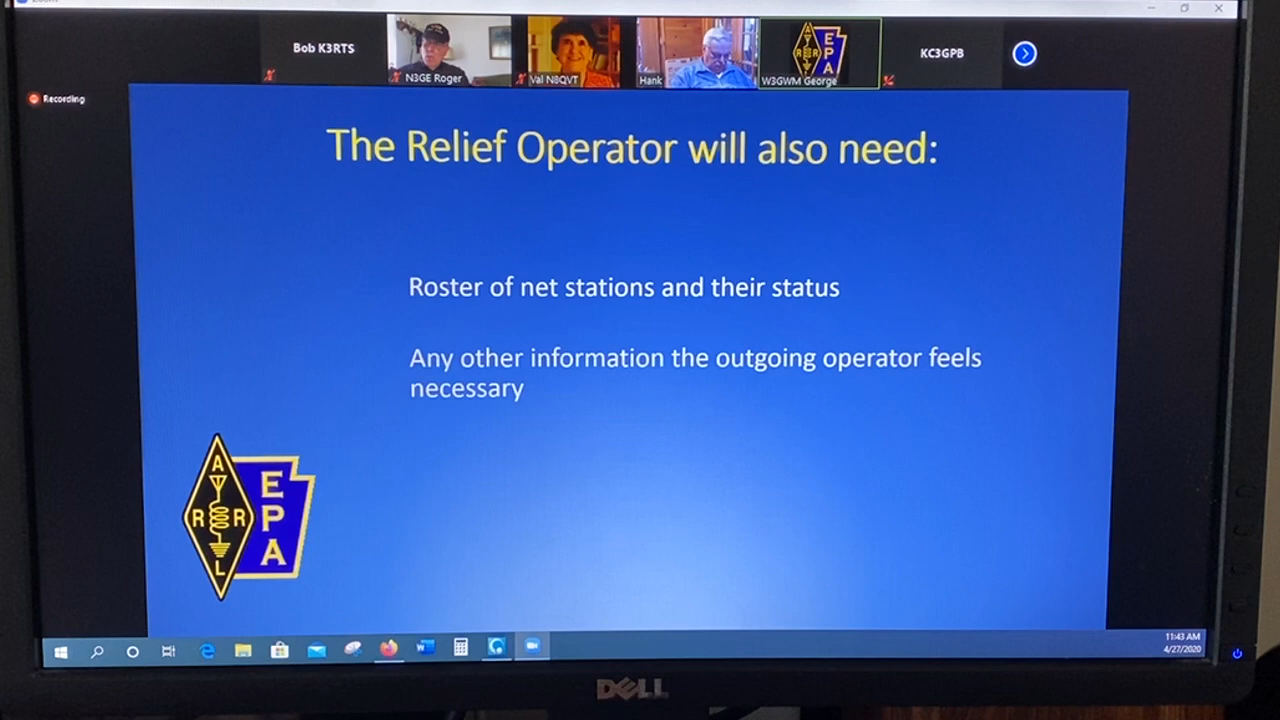 Zoom
Bob K3RTS
N3GE Roger
Val N8QVT
Hank
W3GWM George
KC3GPB
Recording
The Relief Operator will also need:
Roster of net stations and their status
Any other information the outgoing operator feels
necessary
A
R R
L
E
P
A
11:43 AM
4/27/2020
DELL